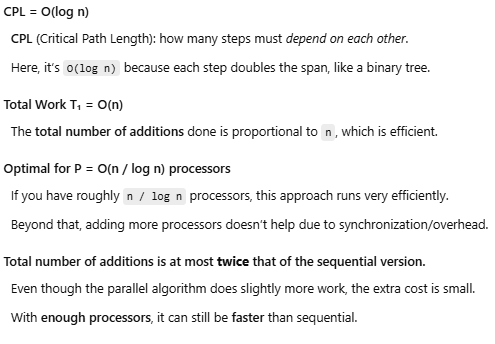 CPL = O(log n)
CPL (Critical Path Length): how many steps must depend on each other.
Here, it's O(log n) because each step doubles the span, like a binary tree.
Total Work T₁ = O(n)
The total number of additions done is proportional to n, which is efficient.
Optimal for P = O(n / log n) processors
If you have roughly n / log n processors, this approach runs very efficiently.
Beyond that, adding more processors doesn't help due to synchronization/overhead.
Total number of additions is at most twice that of the sequential version.
Even though the parallel algorithm does slightly more work, the extra cost is small.
With enough processors, it can still be faster than sequential.